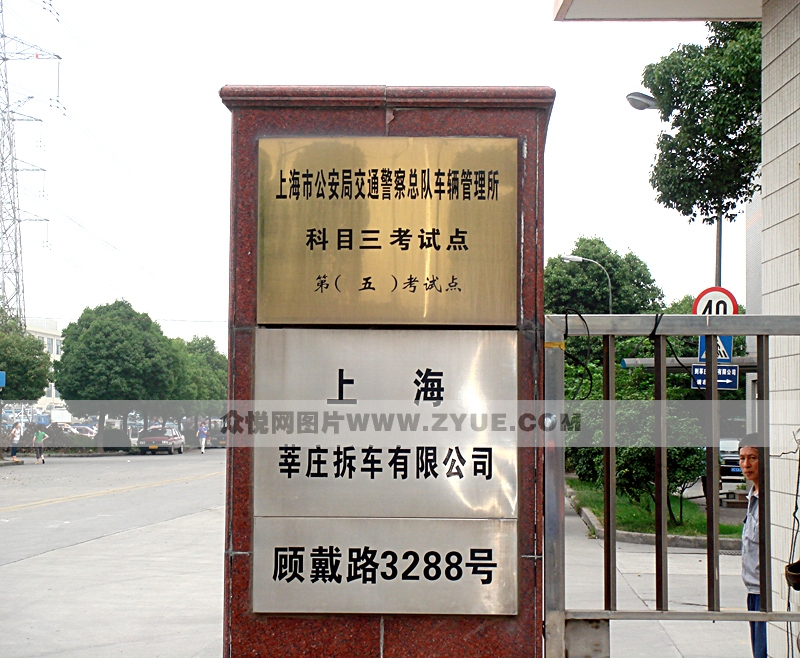 上海市公安局交通警察总队车辆管理所
科目三考试点
第( 五 )考试点
上 海
众悦网图片WWW.ZYUE.COM
莘庄拆车有限公司
顾戴路3288号
40